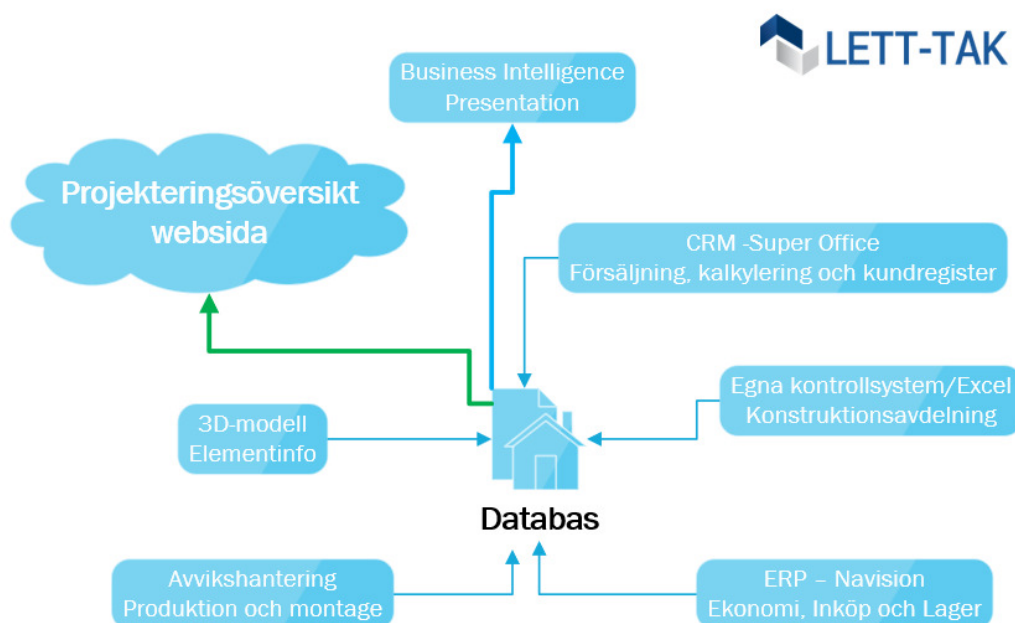 LETT-TAK
Business Intelligence
Presentation
Projekteringsöversikt
websida
CRM -Super Office
Försäljning, kalkylering och kundregister
Egna kontrollsystem/Excel
Konstruktionsavdelning
3D-modell
Elementinfo
Databas
Avvikshantering
Produktion och montage
ERP – Navision
Ekonomi, Inköp och Lager